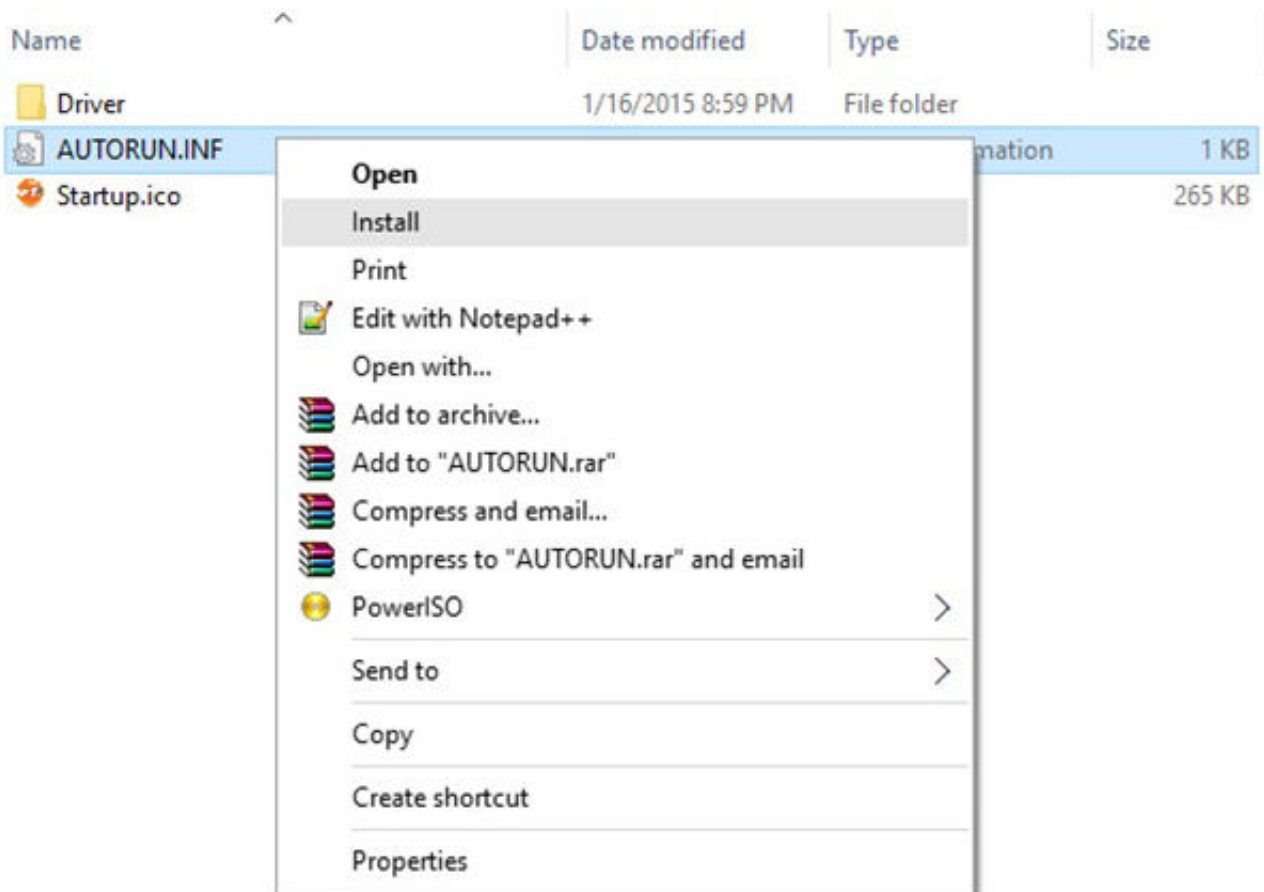 Name Date modified Type Size
Driver 1/16/2015 8:59 PM File folder
AUTORUN.INF mation 1 KB
Startup.ico 265 KB
Open
Install
Print
Edit with Notepad++
Open with...
Add to archive...
Add to "AUTORUN.rar"
Compress and email...
Compress to "AUTORUN.rar" and email
PowerISO
Send to
Copy
Create shortcut
Properties